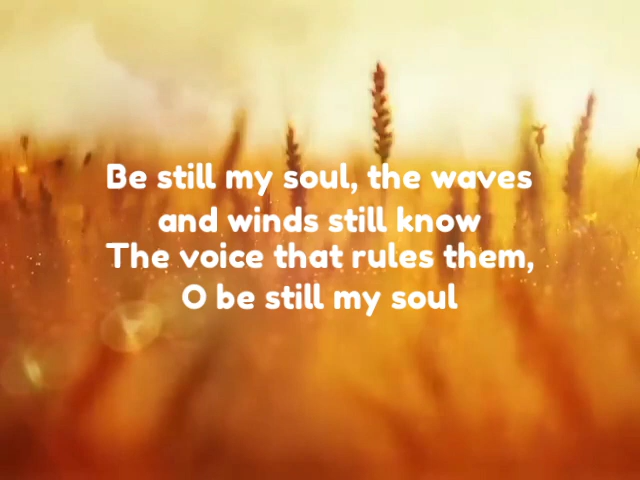 Be still my soul, the waves
and winds still know
The voice that rules them,
O be still my soul